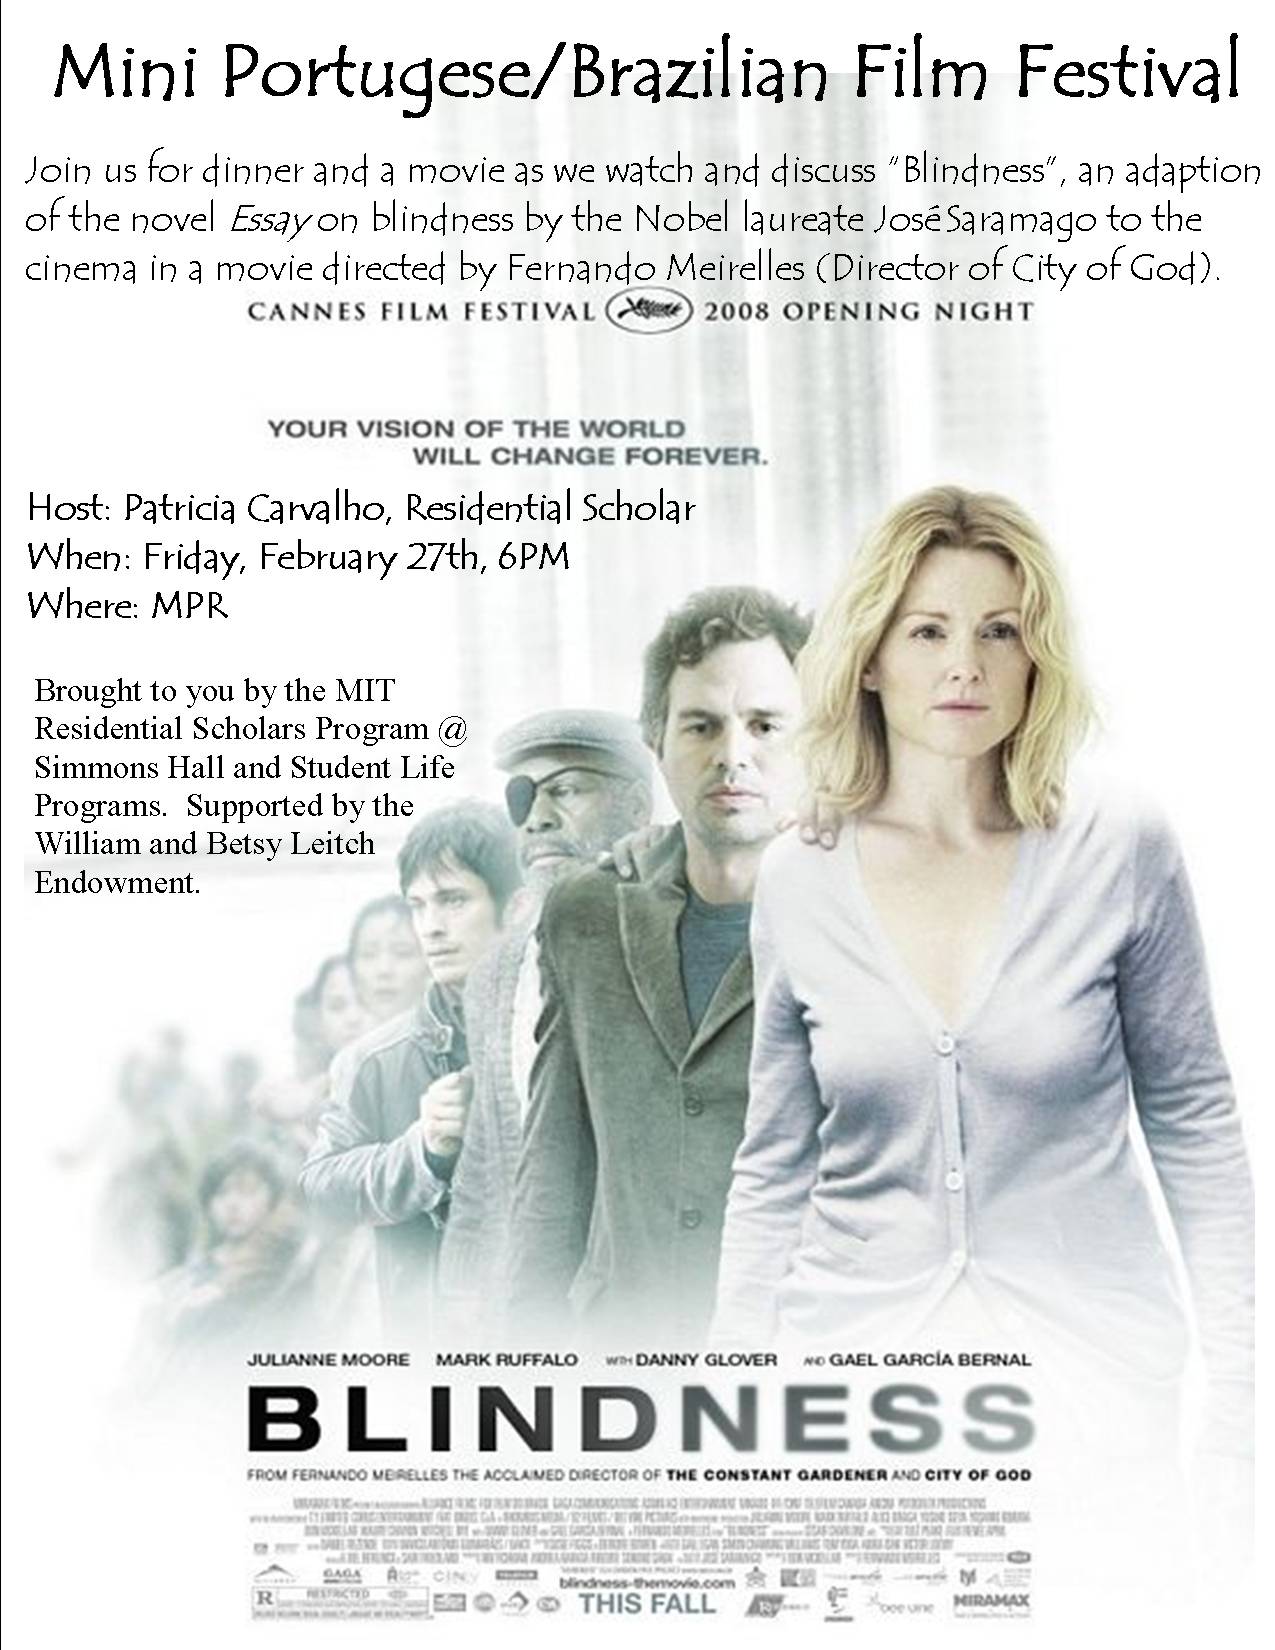 Mini Portugese/Brazilian Film Festival
Join us for dinner and a movie as we watch and discuss "Blindness", an adaption
of the novel Essay on blindness by the Nobel laureate José Saramago to the
cinema in a movie directed by Fernando Meirelles (Director of City of God).
CANNES FILM FESTIVAL 2008 OPENING NIGHT
YOUR VISION OF THE WORLD
WILL CHANGE FOREVER.
Host: Patricia Carvalho, Residential Scholar
When: Friday, February 27th, 6PM
Where: MPR
Brought to you by the MIT
Residential Scholars Program @
Simmons Hall and Student Life
Programs. Supported by the
William and Betsy Leitch
Endowment.
JULIANNE MOORE MARK RUFFALO WITH DANNY GLOVER AND GAEL GARCÍA BERNAL
BLINDNESS
FROM FERNANDO MEIRELLES THE ACCLAIMED DIRECTOR OF THE CONSTANT GARDENER AND CITY OF GOD
GAGA
R RESTRICTED
blindness-themovie.com
THIS FALL
MIRAMAX